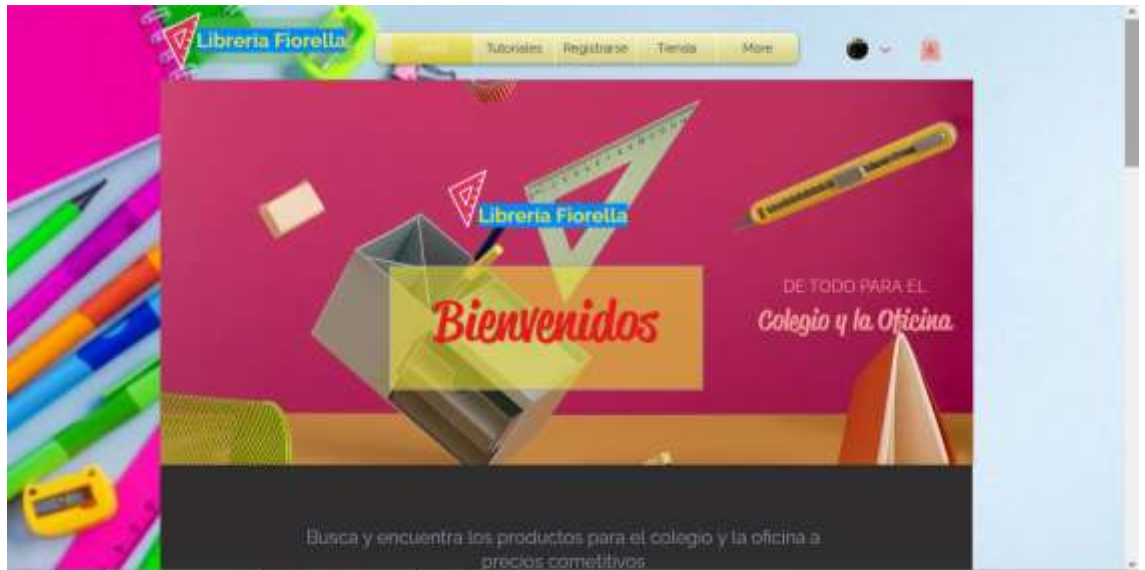 Libreria Fiorella
Tutoriales Registrarse Tienda More
Libreria Fiorella
Bienvenidos
DE TODO PARA EL
Colegio y la Oficina
Busca y encuentra los productos para el colegio y la oficina a
precios cometitivos